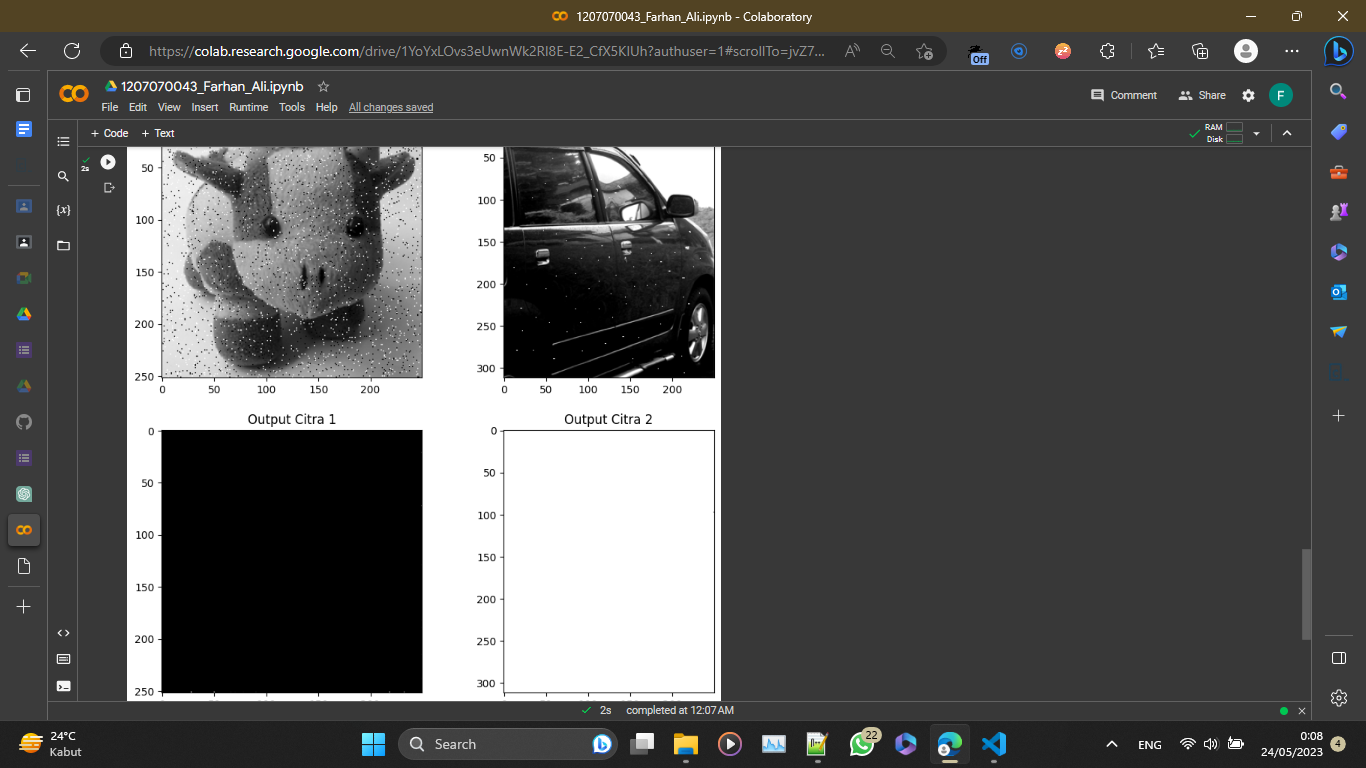 1207070043_Farhan_Ali.ipynb - Colaboratory
https://colab.research.google.com/drive/1YoYxLOvs3eUwnWk2Rl8E-E2_CfX5KIUh?authuser=1#scrollTo=jvZ7...
Off
1207070043_Farhan_Ali.ipynb
File Edit View Insert Runtime Tools Help All changes saved
Comment Share F
+ Code + Text
RAM
Disk
2s
{x}
50
100
150
200
250
0 50 100 150 200
50
100
150
200
250
300
0 50 100 150 200
Output Citra 1
0
50
100
150
200
250
Output Citra 2
0
50
100
150
200
250
300
2s completed at 12:07 AM
24°C
Kabut
Search
22
ENG
0:08
24/05/2023
4